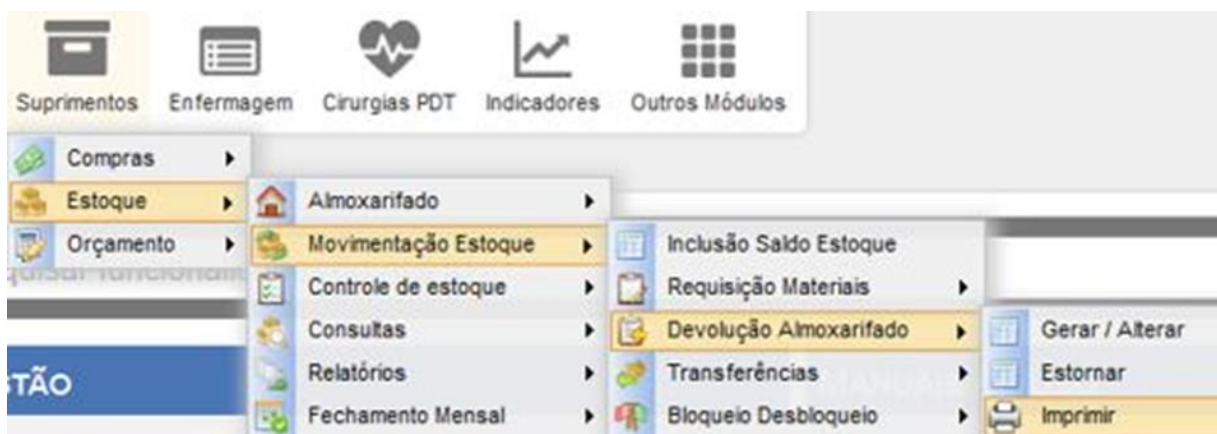 Suprimentos
Enfermagem
Cirurgias PDT
Indicadores
Outros Módulos
Compras
Estoque
Orçamento
Almoxarifado
Movimentação Estoque
Controle de estoque
Consultas
Relatórios
Fechamento Mensal
Inclusão Saldo Estoque
Requisição Materiais
Devolução Almoxarifado
Transferências
Bloqueio Desbloqueio
Gerar / Alterar
Estornar
Imprimir
STÃO